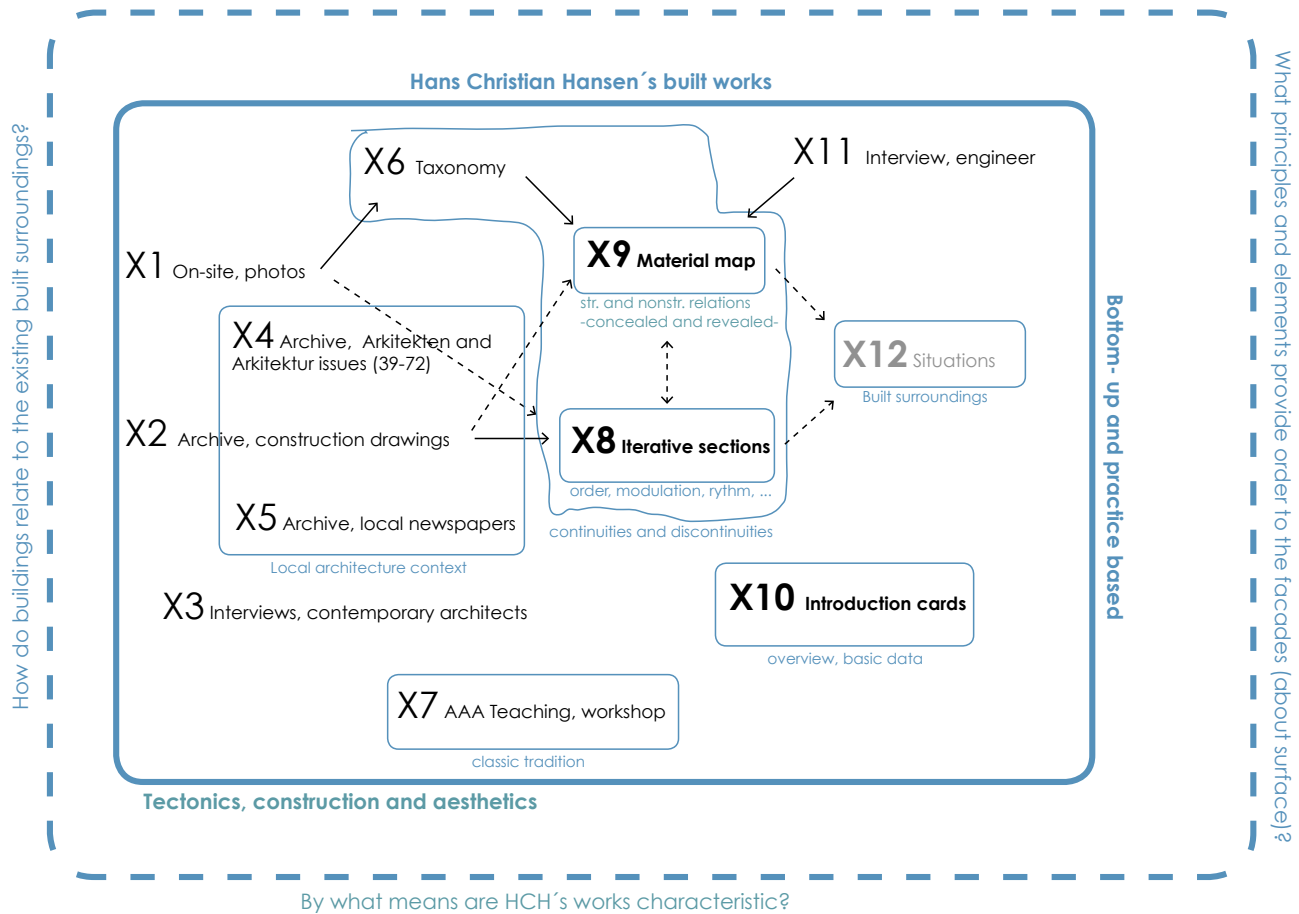 Hans Christian Hansen´s built works
How do buildings relate to the existing built surroundings?
What principles and elements provide order to the facades (about surface)?
X6 Taxonomy
X11 Interview, engineer
X1 On-site, photos
X9 Material map
str. and nonstr. relations
-concealed and revealed-
X4 Archive, Arkitekten and
Arkitektur issues (39-72)
X12 Situations
Built surroundings
Bottom- up and practice based
X2 Archive, construction drawings
X8 Iterative sections
order, modulation, rythm, ...
continuities and discontinuities
X5 Archive, local newspapers
Local architecture context
X3 Interviews, contemporary architects
X10 Introduction cards
overview, basic data
X7 AAA Teaching, workshop
classic tradition
Tectonics, construction and aesthetics
By what means are HCH´s works characteristic?